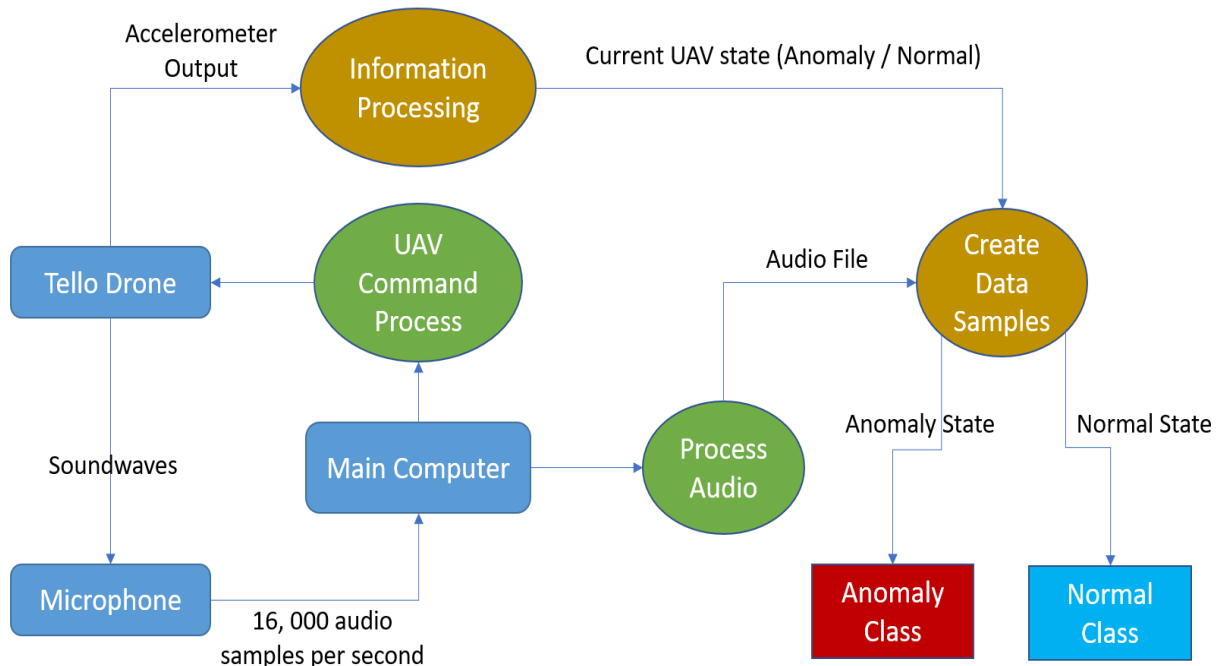 Accelerometer
Output
Information
Processing
Current UAV state (Anomaly / Normal)
Tello Drone
UAV
Command
Process
Audio File
Create
Data
Samples
Soundwaves
Main Computer
Process
Audio
Anomaly State
Normal State
Microphone
16, 000 audio
samples per second
Anomaly
Class
Normal
Class